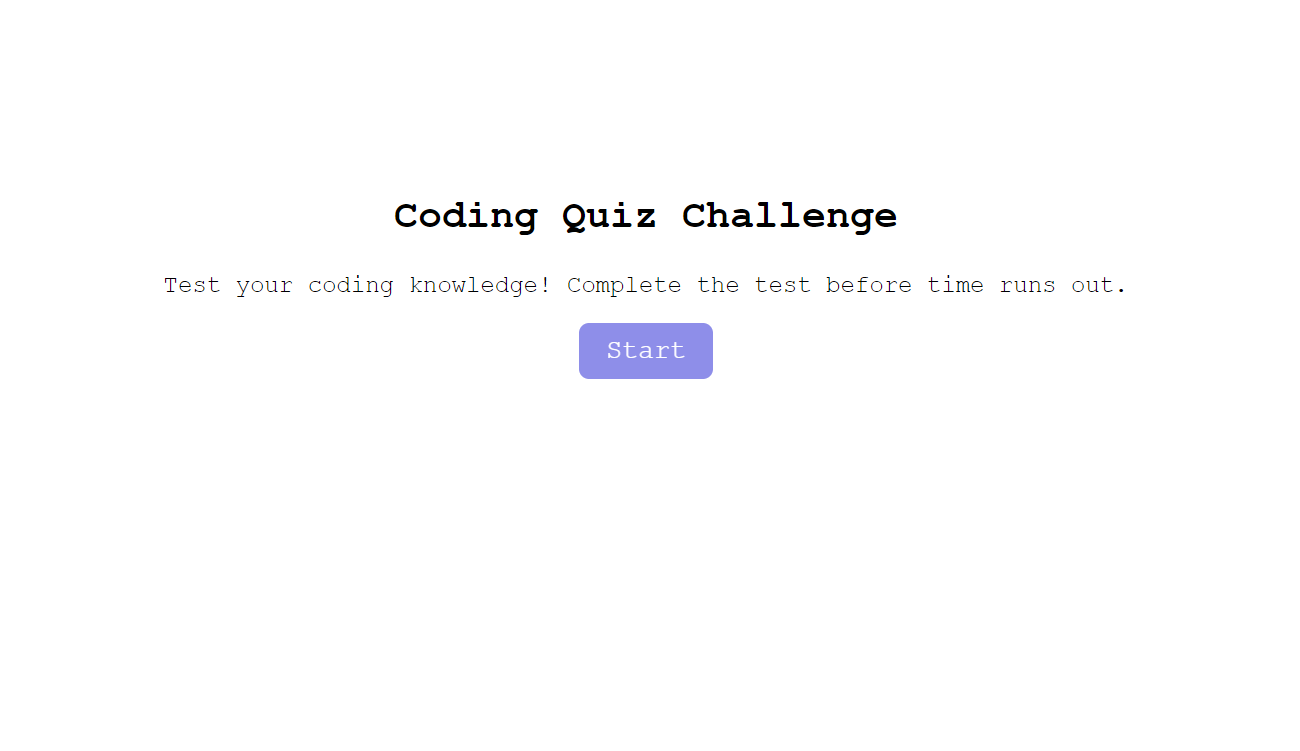 Coding Quiz Challenge
Test your coding knowledge! Complete the test before time runs out.
Start